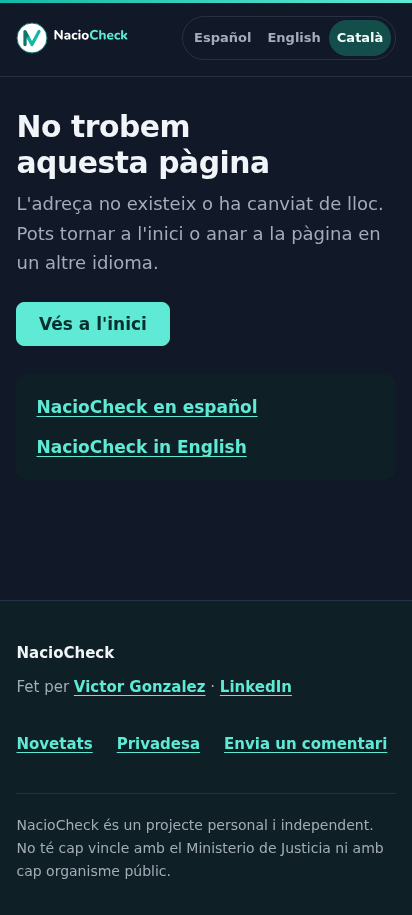 NacioCheck
Español English Català
No trobem
aquesta pàgina
L'adreça no existeix o ha canviat de lloc.
Pots tornar a l'inici o anar a la pàgina en
un altre idioma.
Vés a l'inici
NacioCheck en español
NacioCheck in English
NacioCheck
Fet per Victor Gonzalez · LinkedIn
Novetats Privadesa Envia un comentari
NacioCheck és un projecte personal i independent.
No té cap vincle amb el Ministerio de Justicia ni amb
cap organisme públic.